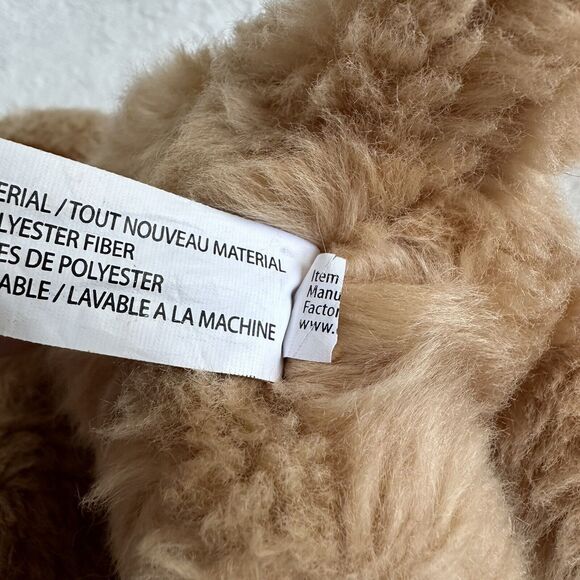 ERIAL / TOUT NOUVEAU MATERIAL
LYESTER FIBER
ES DE POLYESTER
ABLE / LAVABLE A LA MACHINE
Item
Manu
Factor
www.